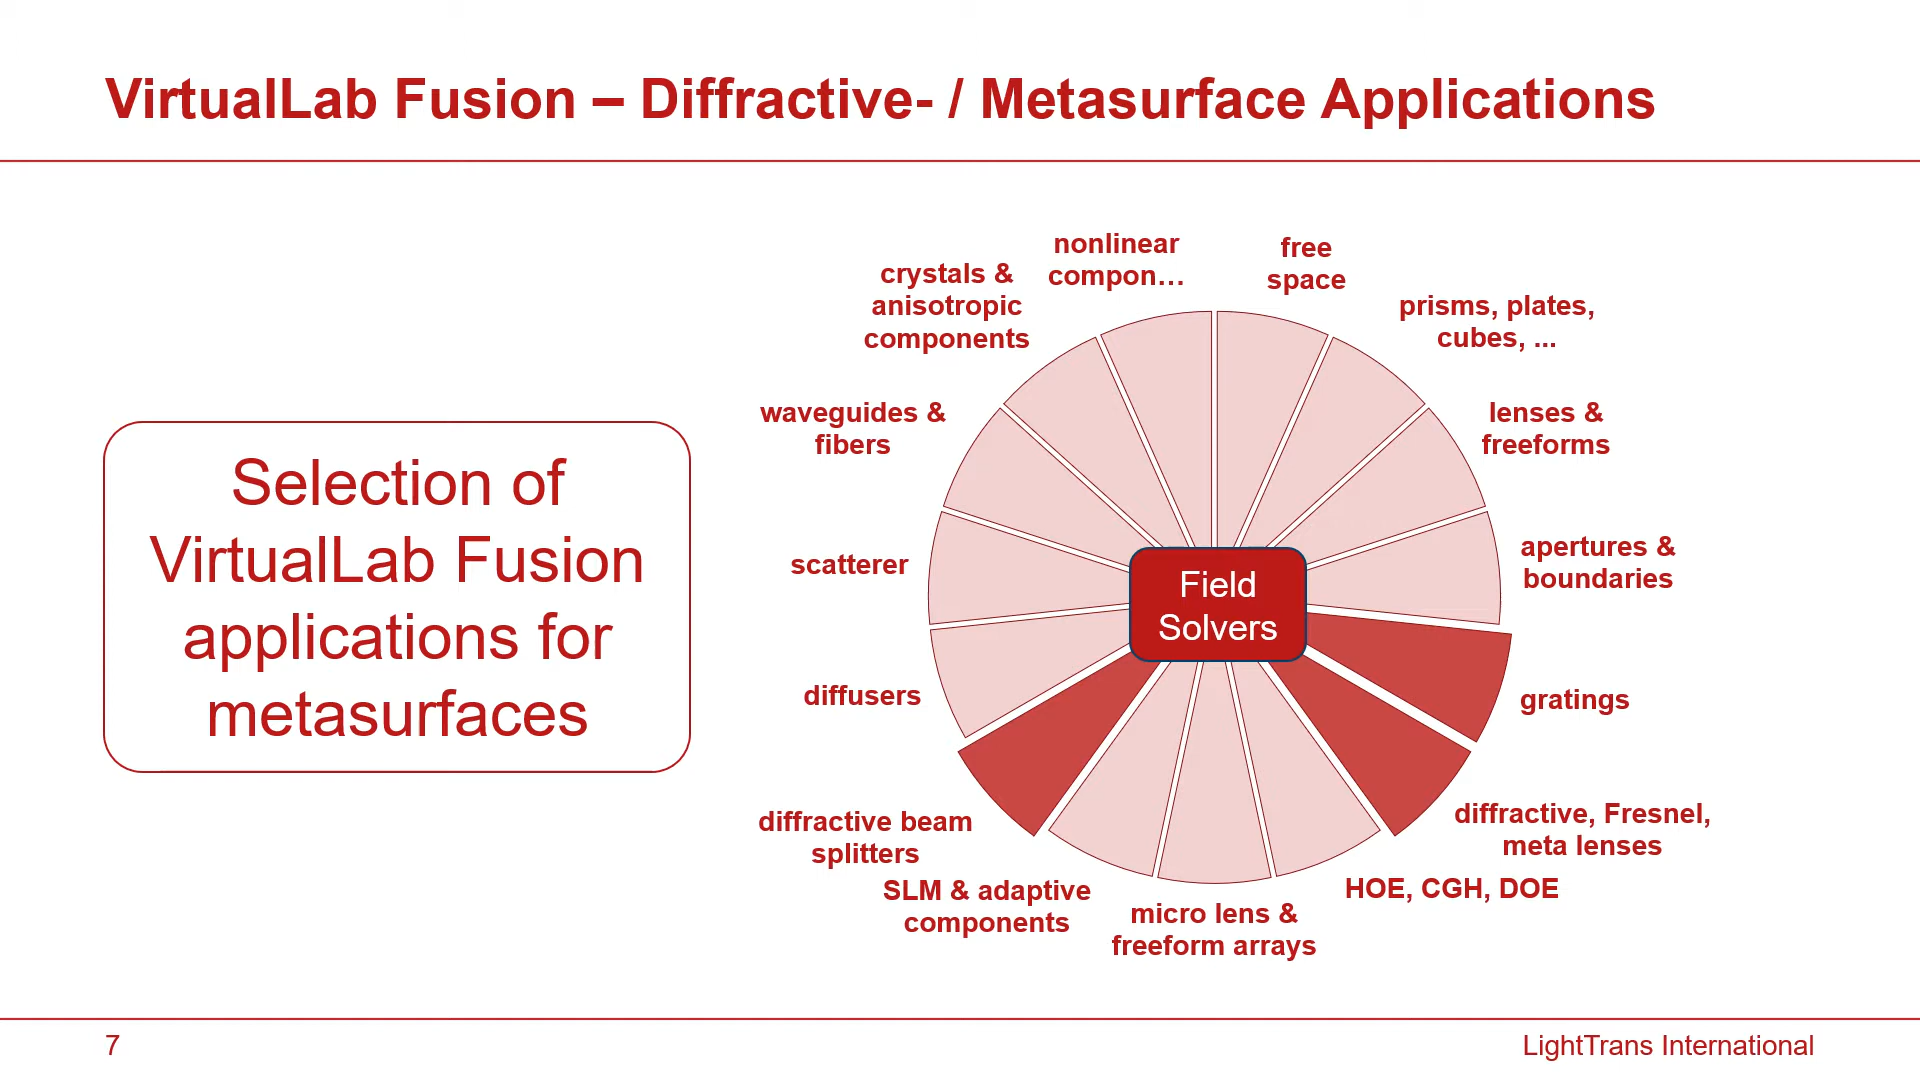 VirtualLab Fusion – Diffractive- / Metasurface Applications
Selection of
VirtualLab Fusion
applications for
metasurfaces
nonlinear
compon…
free
space
prisms, plates,
cubes, ...
lenses &
freeforms
apertures &
boundaries
gratings
diffractive, Fresnel,
meta lenses
HOE, CGH, DOE
micro lens &
freeform arrays
SLM & adaptive
components
diffractive beam
splitters
diffusers
scatterer
waveguides &
fibers
crystals &
anisotropic
components
Field
Solvers
7
LightTrans International